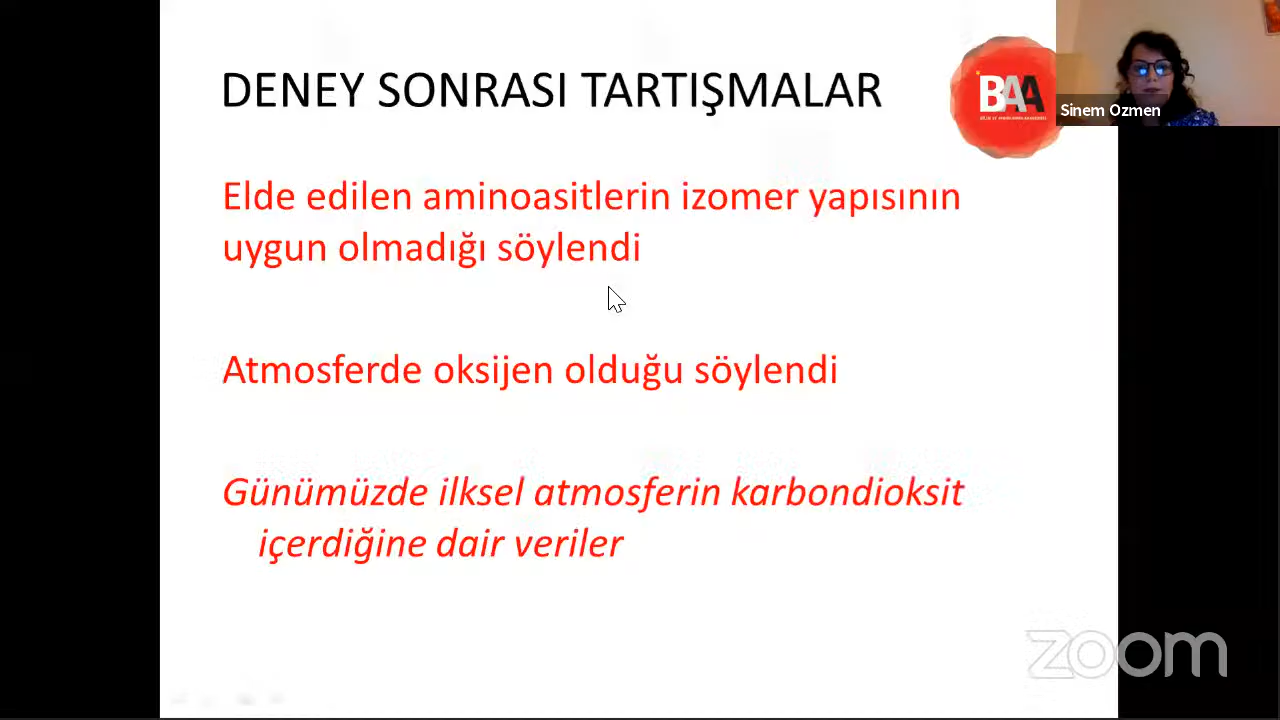 DENEY SONRASI TARTIŞMALAR
BAA
Sinem Ozmen
Elde edilen aminoasitlerin izomer yapısının
uygun olmadığı söylendi
Atmosferde oksijen olduğu söylendi
Günümüzde ilksel atmosferin karbondioksit
içerdiğine dair veriler
zoom